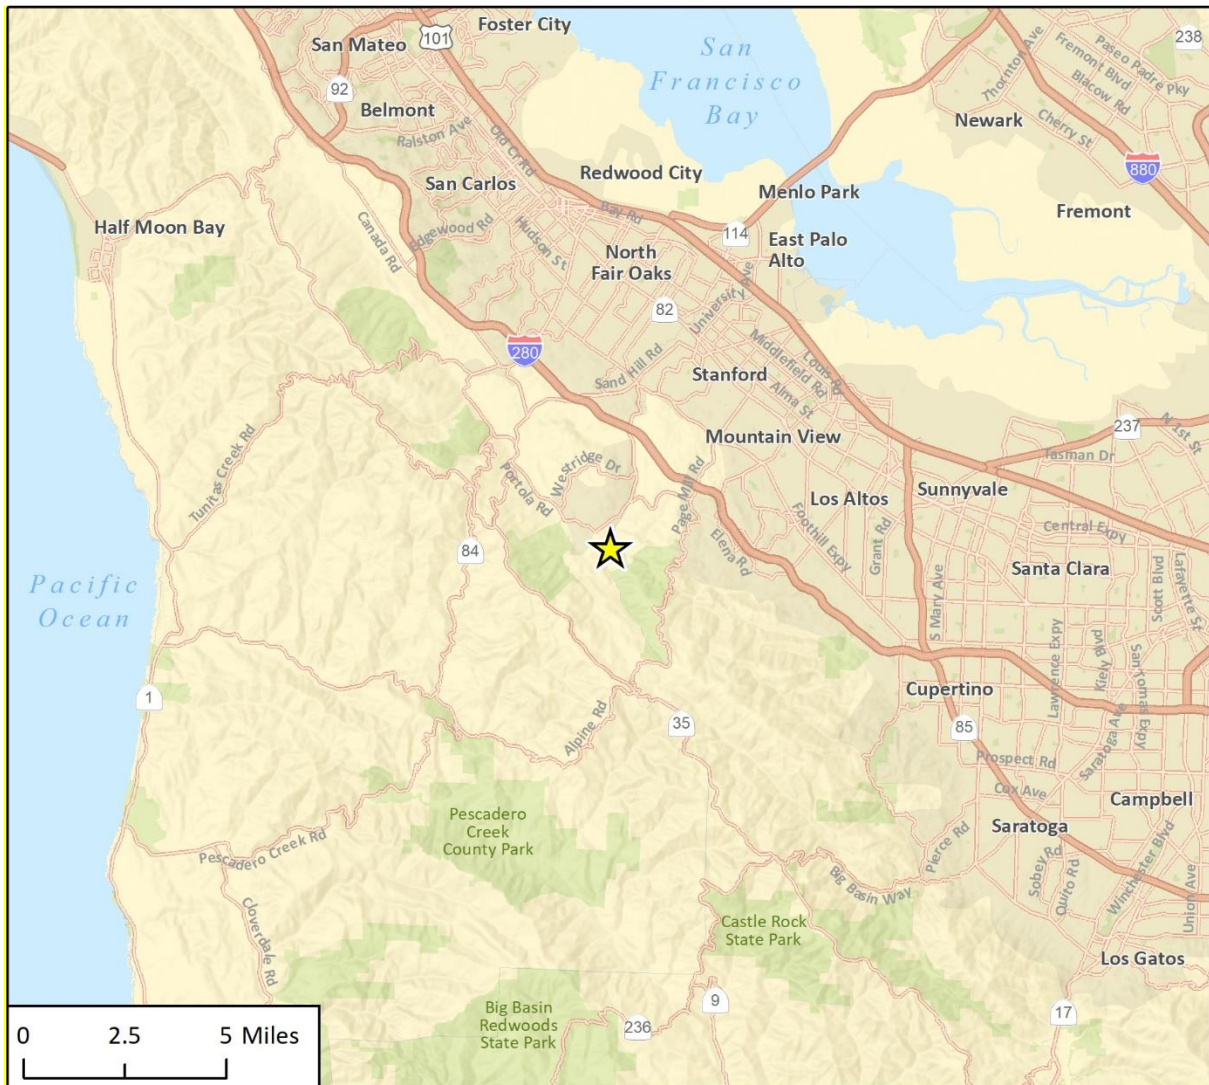 Foster City
San Mateo
101
238
San
Francisco
Bay
Thornton Ave
Paseo Padre Pky
Fremont Blvd
Blacow Rd
92
Belmont
Ralston Ave
Old Cr Rd
Newark
Cherry St
880
Redwood City
San Carlos
Menlo Park
Bay Rd
Fremont
Half Moon Bay
Canada Rd
Edgewood Rd
Hudson St
114
East Palo
Alto
North
Fair Oaks
University Ave
82
280
Sand Hill Rd
Stanford
Middlefield Rd
Louis Rd
Alma St
237
N 1st St
Mountain View
Tasman Dr
Tunitas Creek Rd
Portola Rd
Westridge Dr
Page Mill Rd
Los Altos
Sunnyvale
Foothill Expy
Grant Rd
Central Expy
84
Elena Rd
Santa Clara
Scott Blvd
Lafayette St
Pacific
Ocean
S Mary Ave
Lawrence Expy
Kiely Blvd
San Tomas Expy
1
Alpine Rd
35
Cupertino
85
Saratoga Ave
Prospect Rd
Cox Ave
Campbell
Pescadero
Creek
County Park
Saratoga
Pescadero Creek Rd
Pierce Rd
Sobey Rd
Quito Rd
Winchester Blvd
Union Ave
Big Basin Way
Cloverdale Rd
Castle Rock
State Park
Los Gatos
Big Basin
Redwoods
State Park
9
236
17
0 2.5 5 Miles